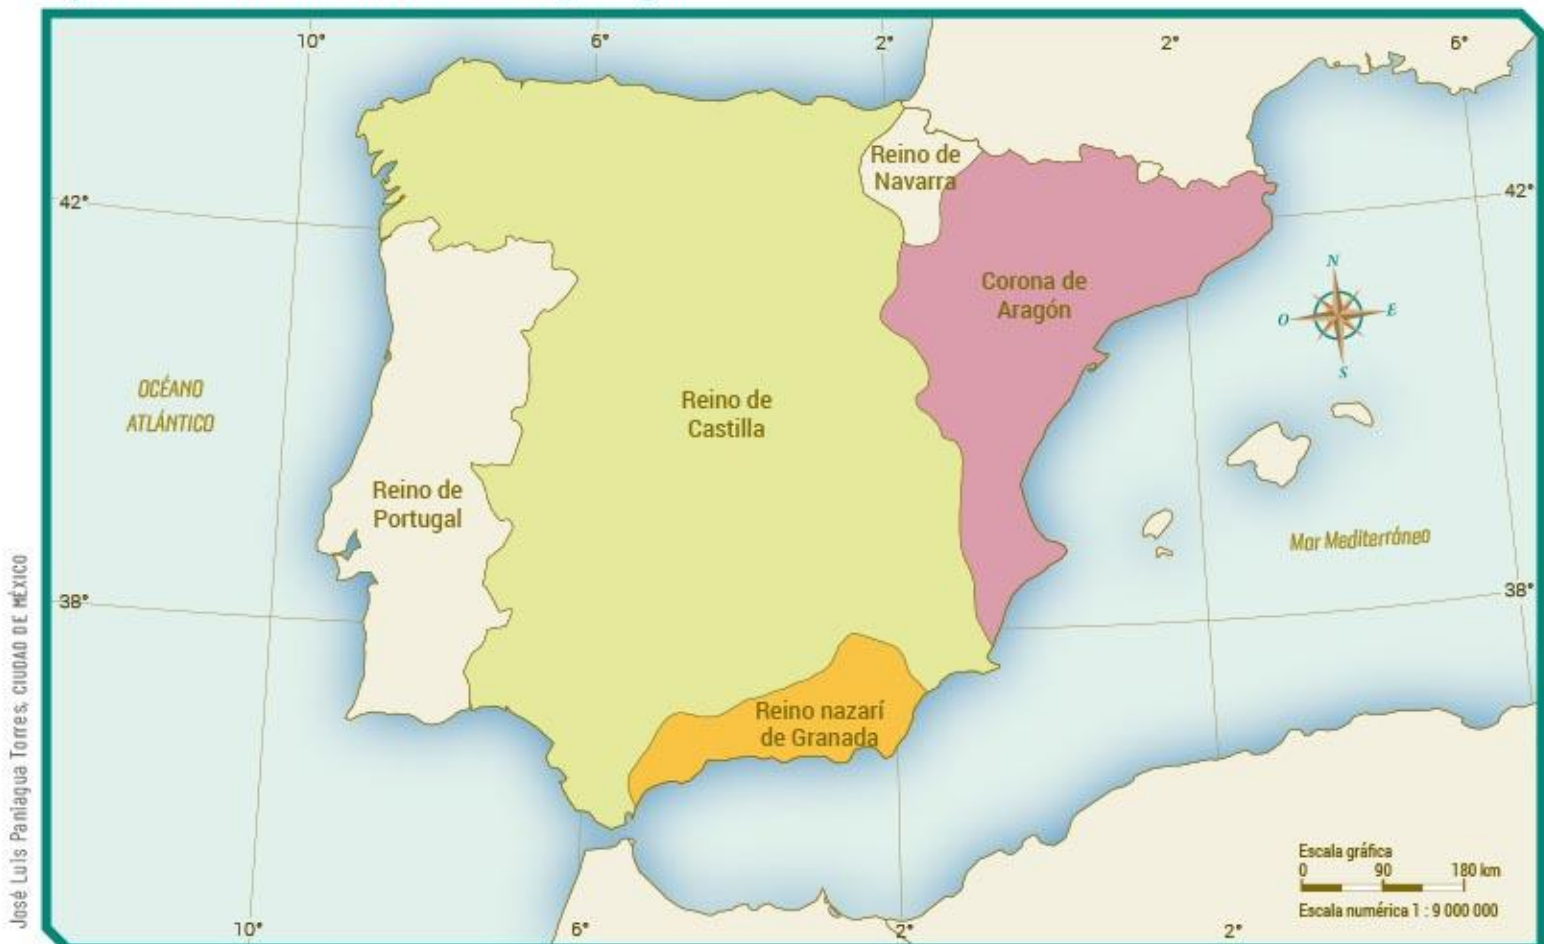 10°
6°
2°
2°
6°
Reino de
Navarra
42°
42°
Corona de
Aragón
N
O
E
S
OCÉANO
ATLÁNTICO
Reino de
Castilla
Reino de
Portugal
Mar Mediterráneo
38°
38°
Reino nazarí
de Granada
Escala gráfica
0 90 180 km
Escala numérica 1 : 9 000 000
10°
6°
2°
2°
José Luis Paniagua Torres, CIUDAD DE MÉXICO